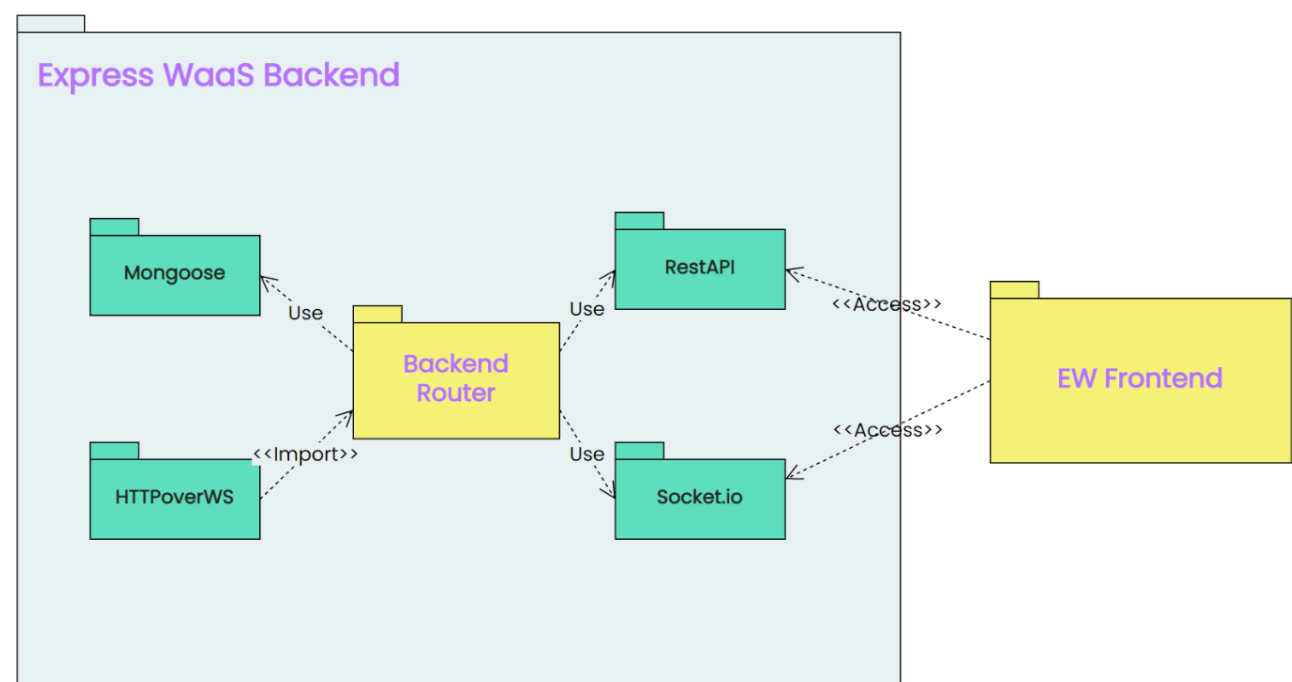 Express WaaS Backend
Mongoose
RestAPI
Use
Use
<<Access>>
Backend
Router
EW Frontend
<<Import>>
Use
<<Access>>
HTTPoverWS
Socket.io